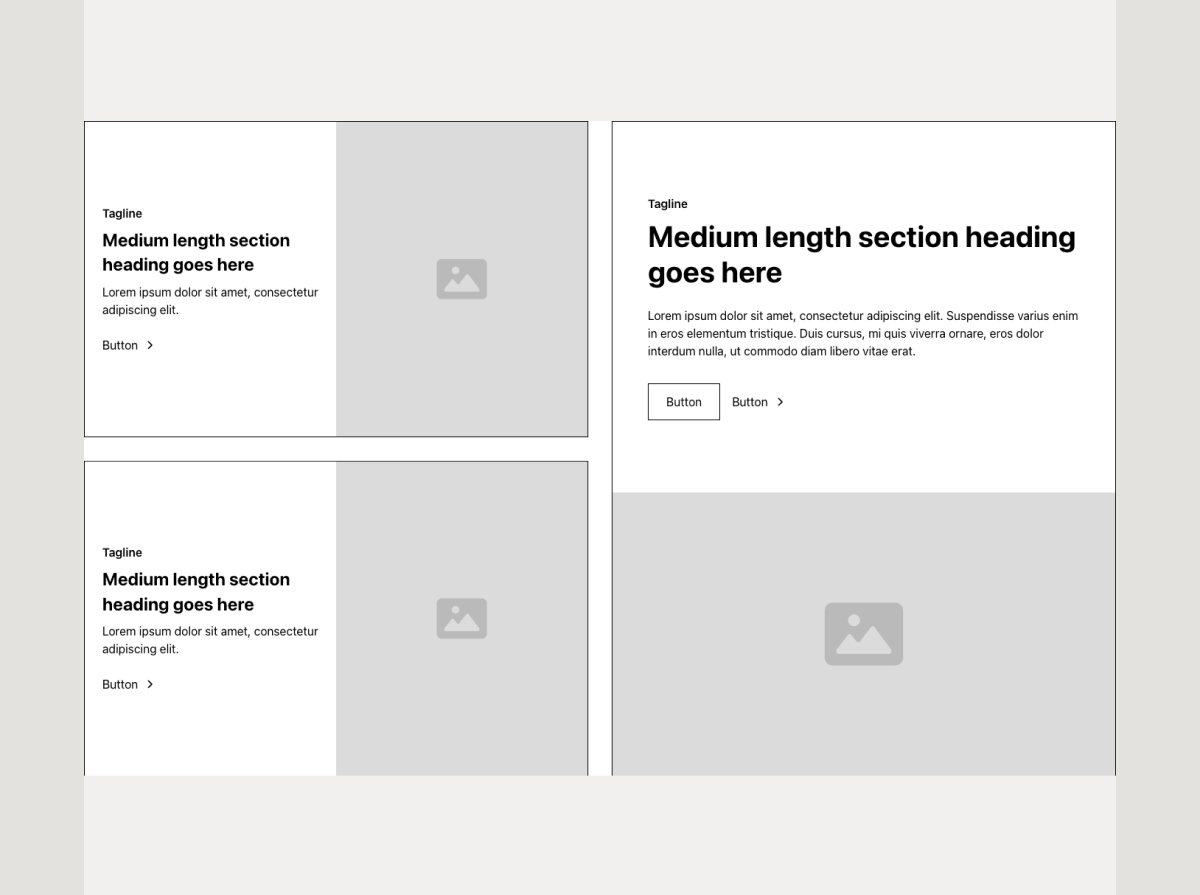 Tagline
Medium length section
heading goes here
Lorem ipsum dolor sit amet, consectetur
adipiscing elit.
Button
Tagline
Medium length section
heading goes here
Lorem ipsum dolor sit amet, consectetur
adipiscing elit.
Button
Tagline
Medium length section heading
goes here
Lorem ipsum dolor sit amet, consectetur adipiscing elit. Suspendisse varius enim
in eros elementum tristique. Duis cursus, mi quis viverra ornare, eros dolor
interdum nulla, ut commodo diam libero vitae erat.
Button
Button